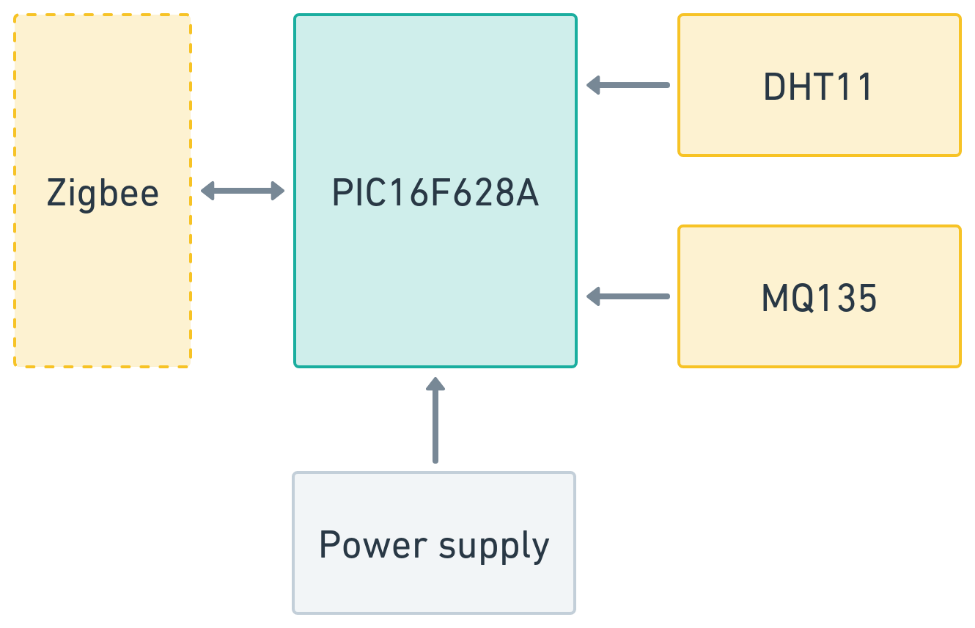 Zigbee
PIC16F628A
DHT11
MQ135
Power supply